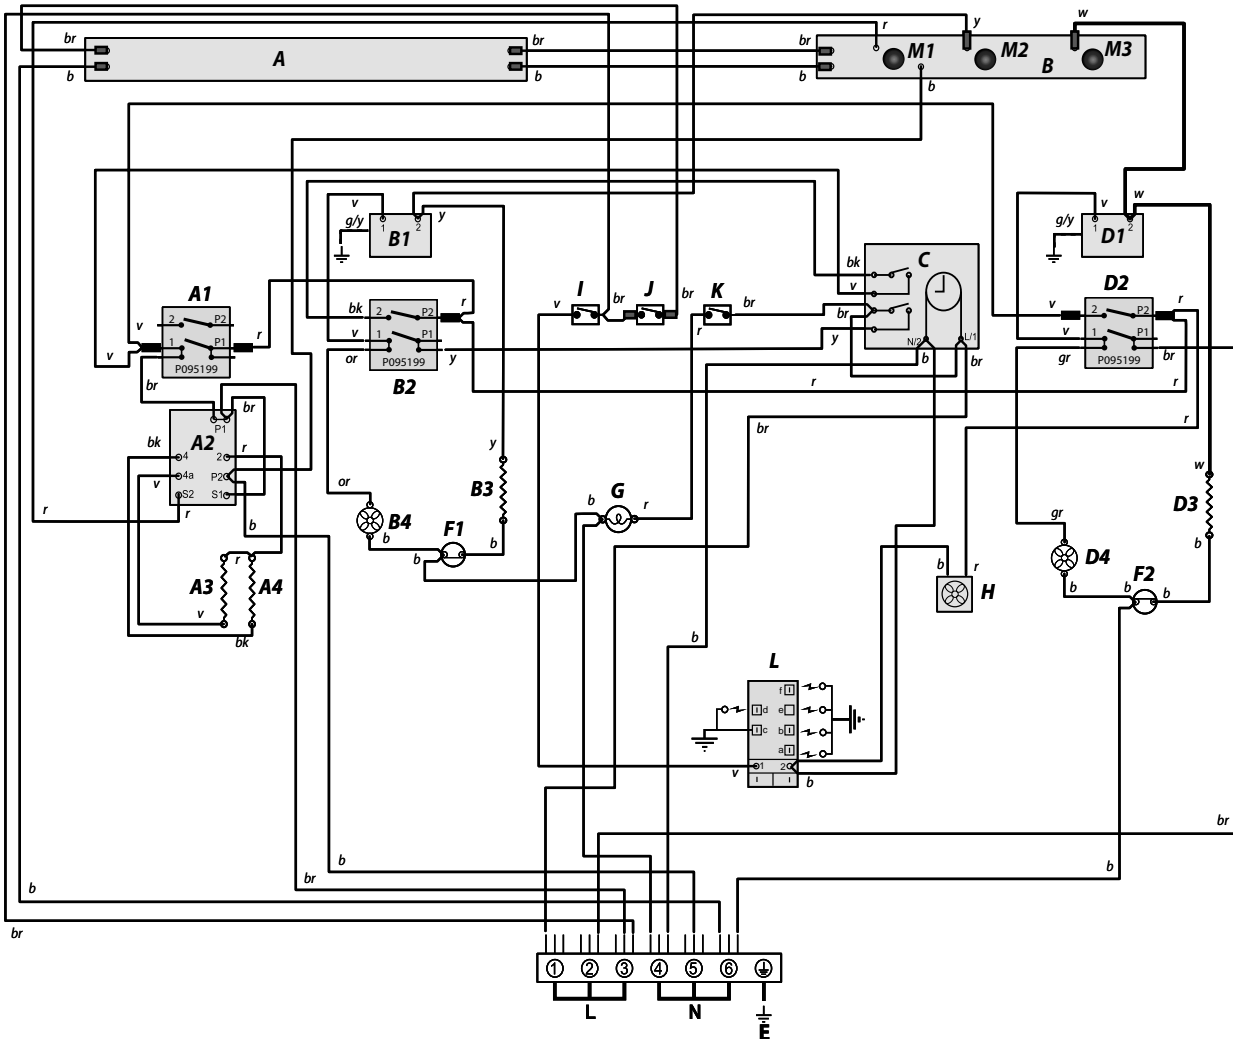 w
r
y
br
br
br
M1
M2
M3
A
B
b
b
b
b
v
y
v
w
g/y
1
2
g/y
1
2
B1
D1
bk
C
v
br
N/2
L/1
b
br
A1
2
P2
v
1
P1
r
v
P095199
br
bk
2
P2
r
v
1
P1
or
P095199
y
B2
I
J
K
v
br
br
br
r
y
D2
v
2
P2
r
v
1
P1
gr
P095199
br
r
r
r
br
br
P1
bk
A2
r
4
2
v
4a
P2
S2
S1
r
r
b
or
y
B3
B4
b
F1
b
b
b
G
r
w
D3
gr
b
D4
b
b
F2
b
b
r
H
A3
r
A4
v
bk
b
L
f
d
e
c
b
a
1
2
v
b
br
b
b
br
b
br
1
2
3
4
5
6
L
N
E